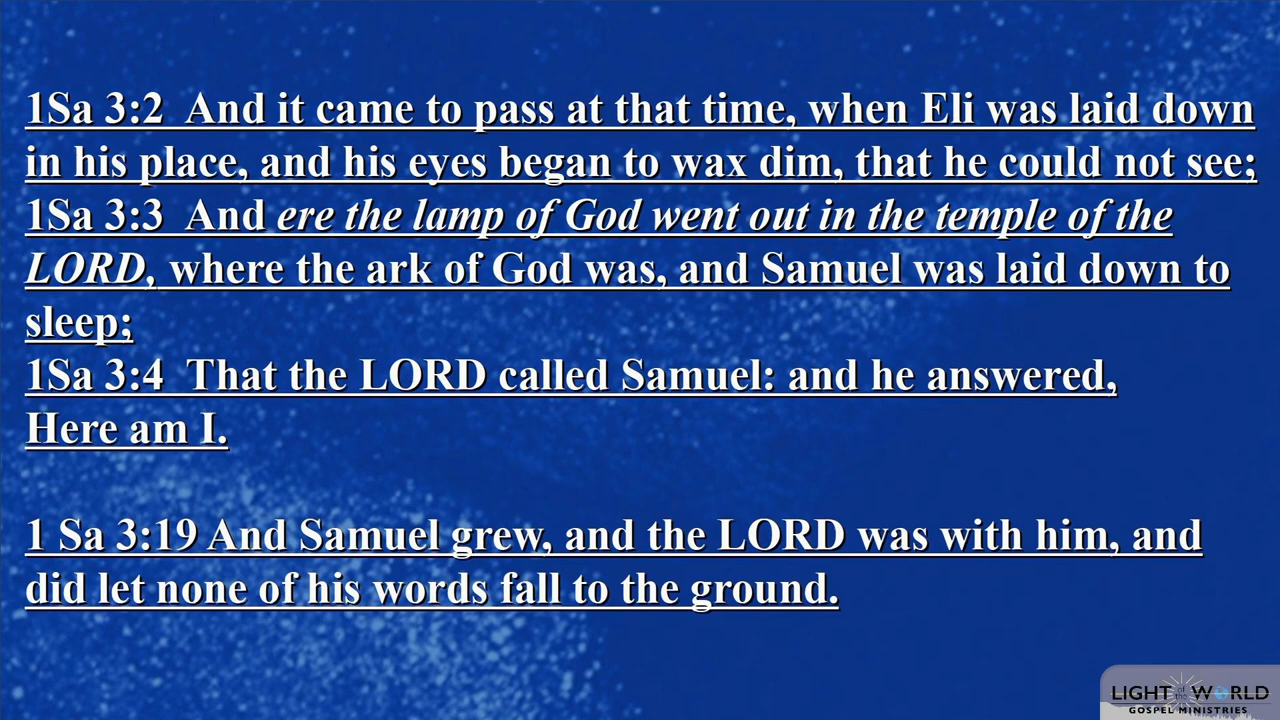 1Sa 3:2  And it came to pass at that time, when Eli was laid down
in his place, and his eyes began to wax dim, that he could not see;
1Sa 3:3  And ere the lamp of God went out in the temple of the
LORD, where the ark of God was, and Samuel was laid down to
sleep;
1Sa 3:4  That the LORD called Samuel: and he answered,
Here am I.
1 Sa 3:19 And Samuel grew, and the LORD was with him, and
did let none of his words fall to the ground.
LIGHT of the WORLD
GOSPEL MINISTRIES